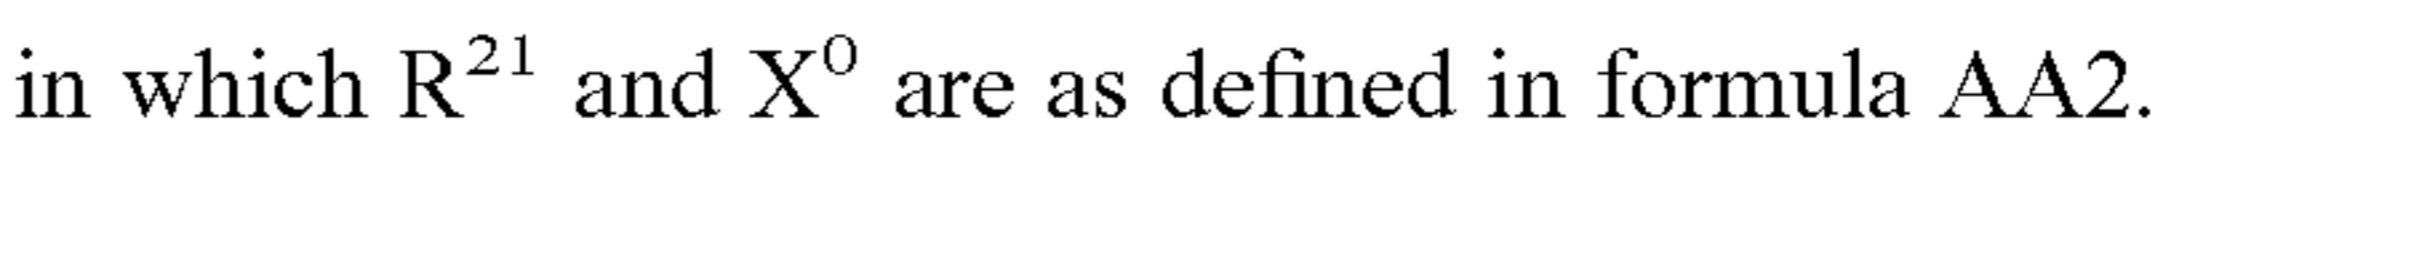 in which R²¹ and X⁰ are as defined in formula AA2.